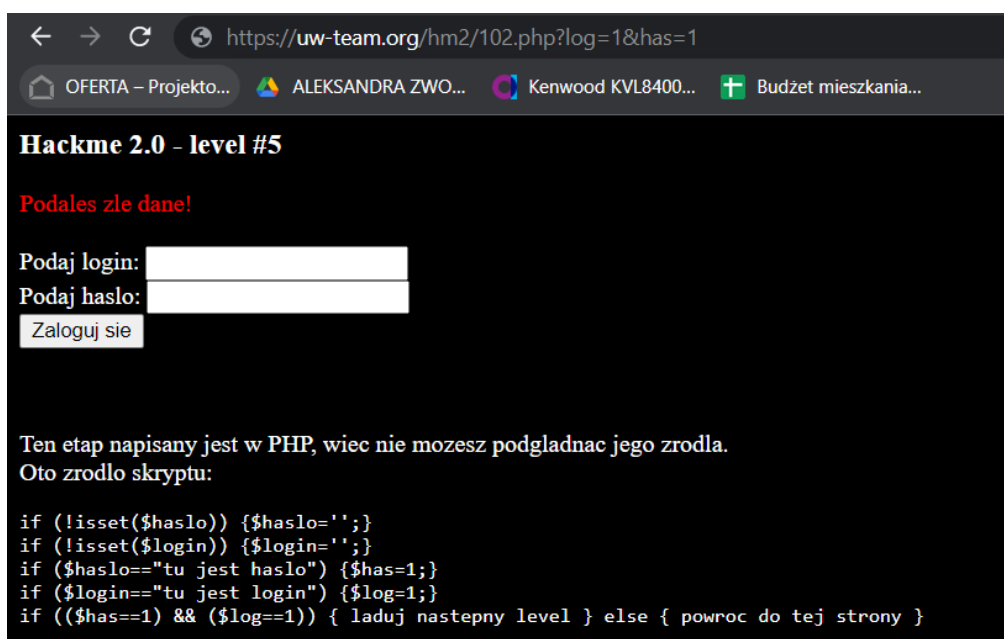 https://uw-team.org/hm2/102.php?log=1&has=1
OFERTA – Projekto... ALEKSANDRA ZWO... Kenwood KVL8400... Budżet mieszkania...
Hackme 2.0 - level #5
Podales zle dane!
Podaj login:
Podaj haslo:
Zaloguj sie
Ten etap napisany jest w PHP, wiec nie mozesz podgladnac jego zrodla.
Oto zrodlo skryptu:
if (!isset($haslo)) {$haslo='';}
if (!isset($login)) {$login='';}
if ($haslo=="tu jest haslo") {$has=1;}
if ($login=="tu jest login") {$log=1;}
if (($has==1) && ($log==1)) { laduj nastepny level } else { powroc do tej strony }